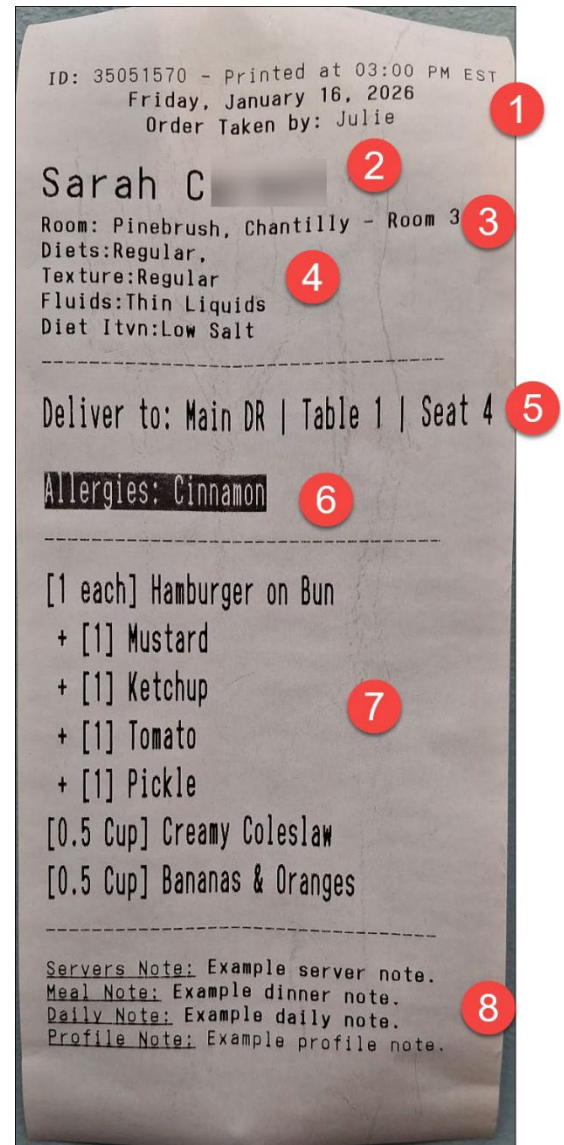 ID: 35051570 - Printed at 03:00 PM EST
Friday, January 16, 2026
Order Taken by: Julie
1
2
Sarah C
Room: Pinebrush, Chantilly - Room 3
3
Diets:Regular,
Texture:Regular
4
Fluids:Thin Liquids
Diet Itvn:Low Salt
Deliver to: Main DR | Table 1 | Seat 4
5
Allergies: Cinnamon
6
[1 each] Hamburger on Bun
+ [1] Mustard
+ [1] Ketchup
7
+ [1] Tomato
+ [1] Pickle
[0.5 Cup] Creamy Coleslaw
[0.5 Cup] Bananas & Oranges
Servers Note: Example server note.
Meal Note: Example dinner note.
Daily Note: Example daily note.
8
Profile Note: Example profile note.